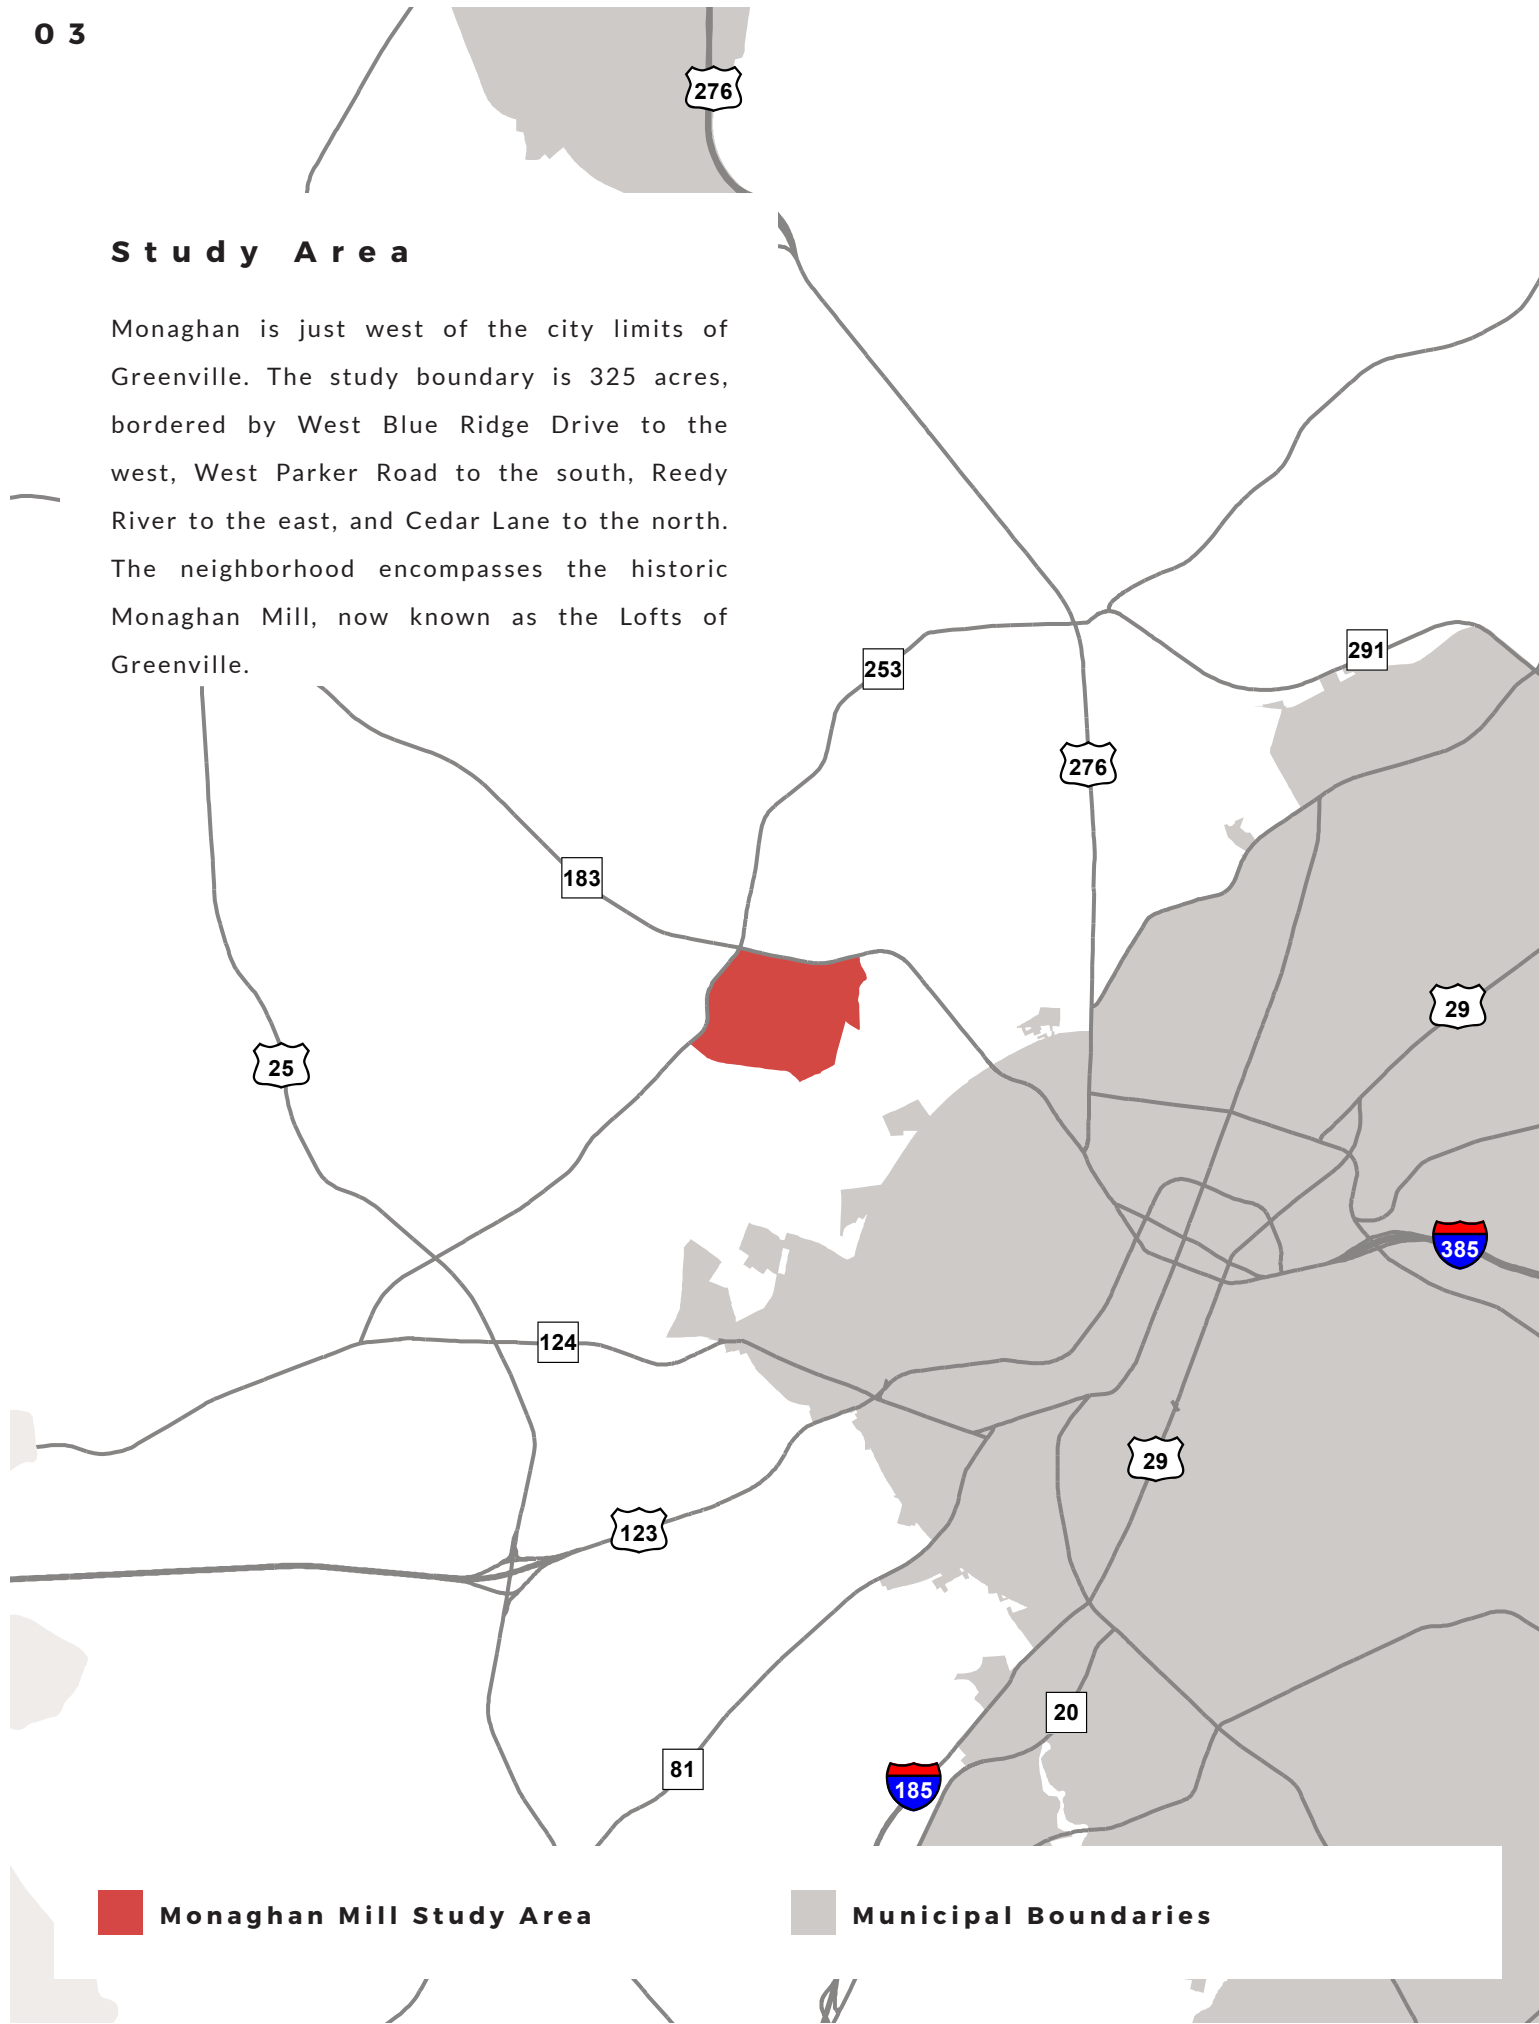 03
276
Study Area
Monaghan is just west of the city limits of
Greenville. The study boundary is 325 acres,
bordered by West Blue Ridge Drive to the
west, West Parker Road to the south, Reedy
River to the east, and Cedar Lane to the north.
The neighborhood encompasses the historic
Monaghan Mill, now known as the Lofts of
Greenville.
291
253
276
183
29
25
385
124
29
123
20
81
185
Monaghan Mill Study Area
Municipal Boundaries